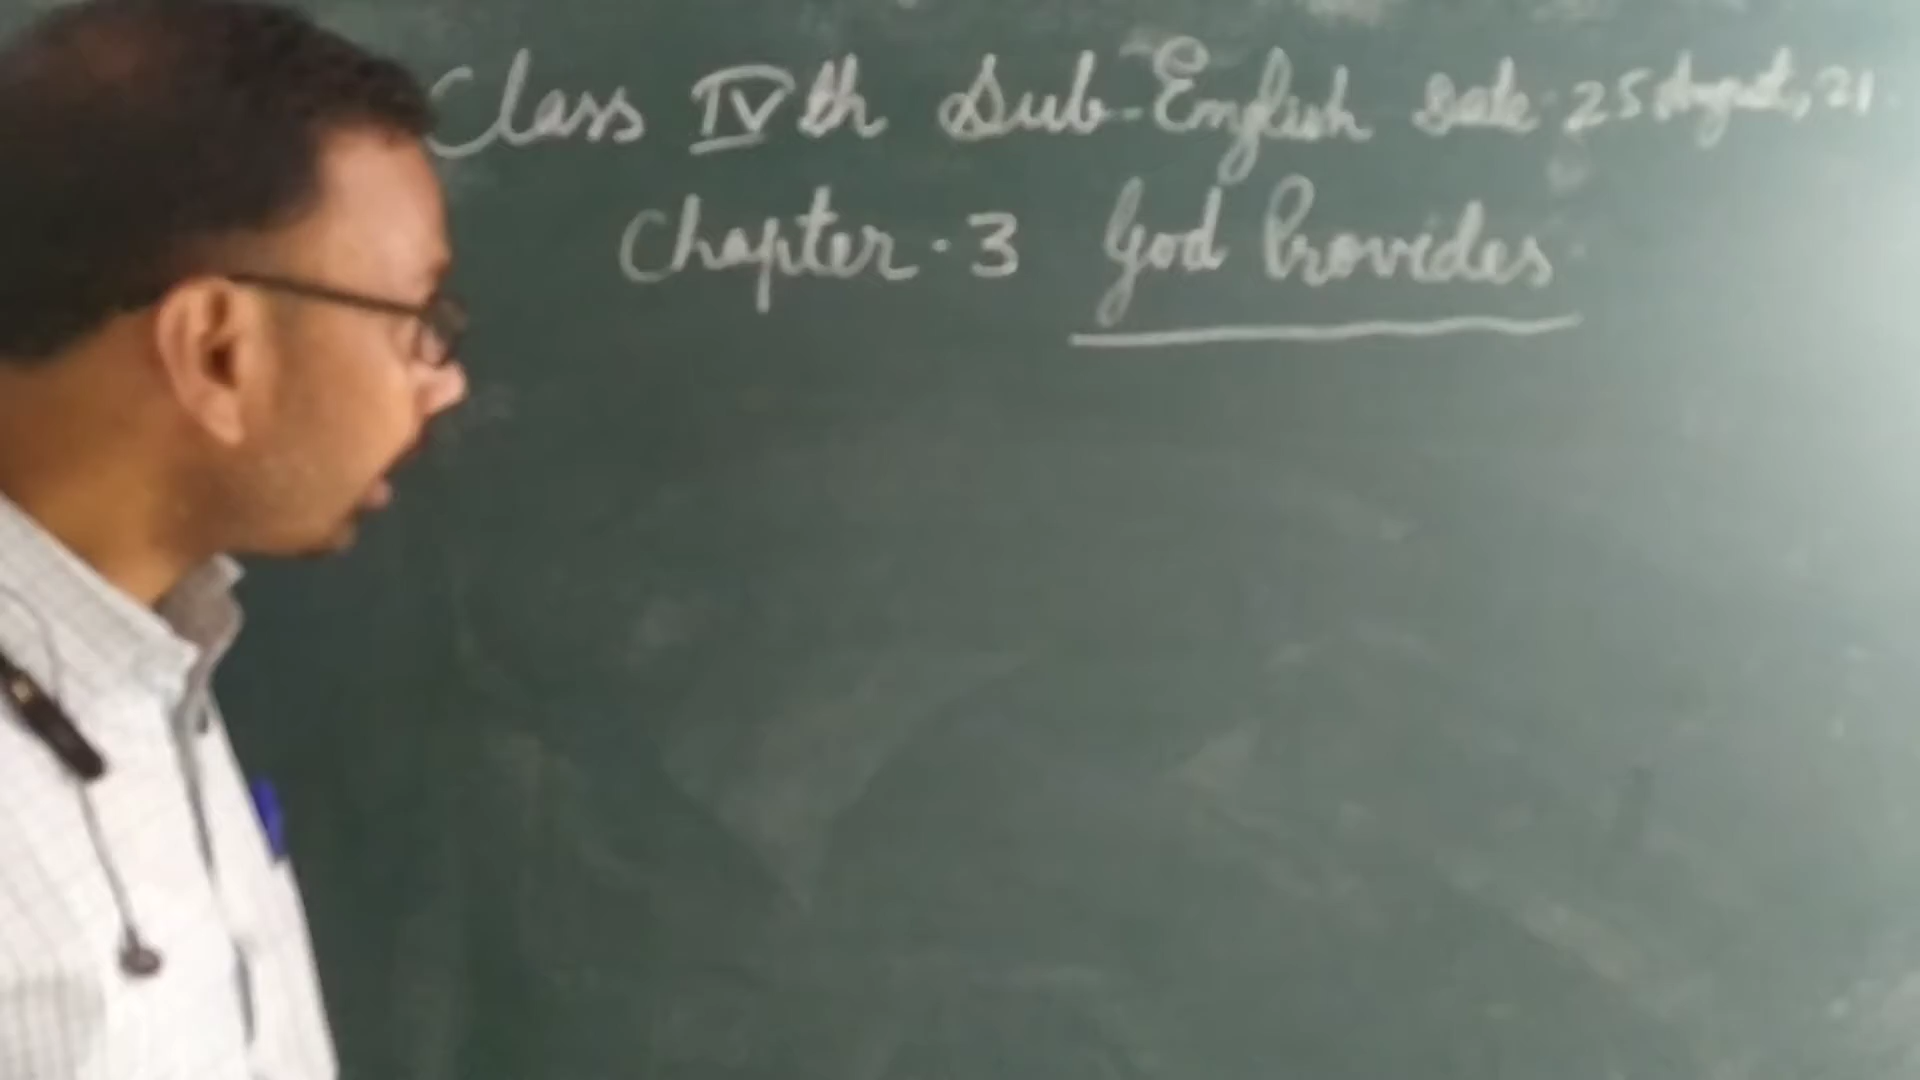 Class IVth Sub-English Date: 25 August, 21
Chapter-3 God Provides